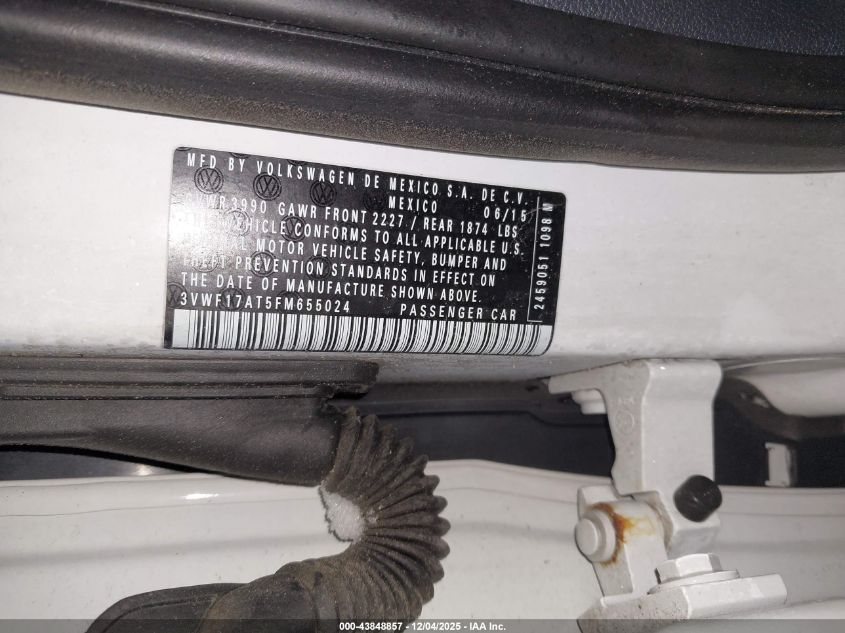 MFD BY VOLKSWAGEN DE MEXICO, S.A. DE C.V.
MEXICO 06/15
GVWR 3990 GAWR FRONT 2227 / REAR 1874 LBS
VEHICLE CONFORMS TO ALL APPLICABLE U.S.
MOTOR VEHICLE SAFETY, BUMPER AND
THEFT PREVENTION STANDARDS IN EFFECT ON
THE DATE OF MANUFACTURE SHOWN ABOVE.
3VWF17AT5FM655024 PASSENGER CAR
2459051 1098 M
000-43848857 - 12/04/2025 - IAA Inc.